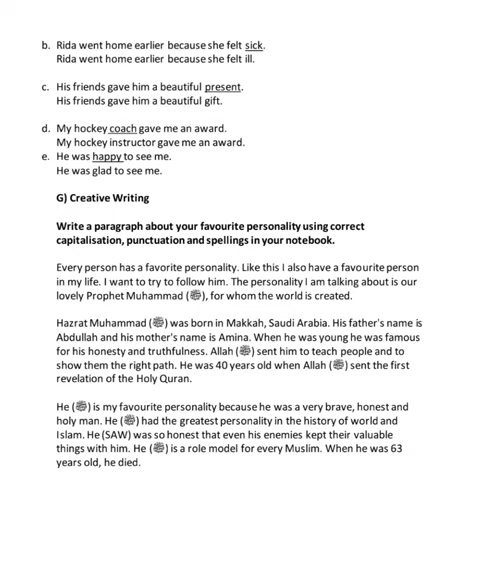 b. Rida went home earlier because she felt sick.
Rida went home earlier because she felt ill.
c. His friends gave him a beautiful present.
His friends gave him a beautiful gift.
d. My hockey coach gave me an award.
My hockey instructor gave me an award.
e. He was happy to see me.
He was glad to see me.
G) Creative Writing
Write a paragraph about your favourite personality using correct
capitalisation, punctuation and spellings in your notebook.
Every person has a favorite personality. Like this I also have a favourite person
in my life. I want to try to follow him. The personality I am talking about is our
lovely Prophet Muhammad (ﷺ), for whom the world is created.
Hazrat Muhammad (ﷺ) was born in Makkah, Saudi Arabia. His father's name is
Abdullah and his mother's name is Amina. When he was young he was famous
for his honesty and truthfulness. Allah (ﷺ) sent him to teach people and to
show them the right path. He was 40 years old when Allah (ﷺ) sent the first
revelation of the Holy Quran.
He (ﷺ) is my favourite personality because he was a very brave, honest and
holy man. He (ﷺ) had the greatest personality in the history of world and
Islam. He (SAW) was so honest that even his enemies kept their valuable
things with him. He (ﷺ) is a role model for every Muslim. When he was 63
years old, he died.